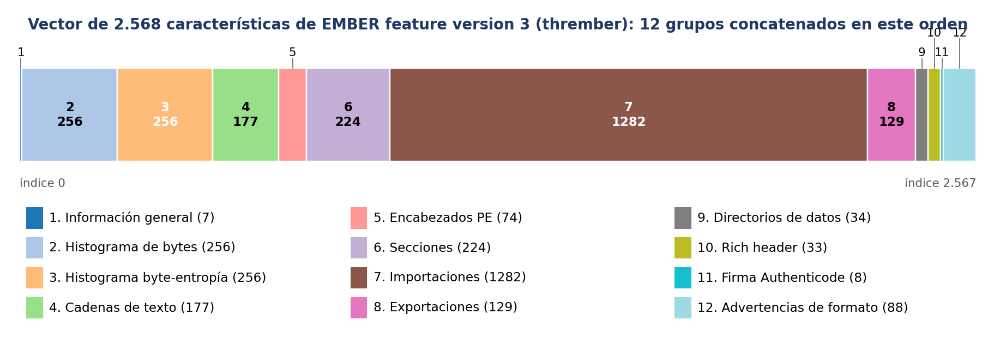 Vector de 2.568 características de EMBER feature version 3 (thrember): 12 grupos concatenados en este orden
10 12
1 5 9 11
2 3 4 6 7 8
256 256 177 224 1282 129
índice 0 índice 2.567
1. Información general (7)
2. Histograma de bytes (256)
3. Histograma byte-entropía (256)
4. Cadenas de texto (177)
5. Encabezados PE (74)
6. Secciones (224)
7. Importaciones (1282)
8. Exportaciones (129)
9. Directorios de datos (34)
10. Rich header (33)
11. Firma Authenticode (8)
12. Advertencias de formato (88)